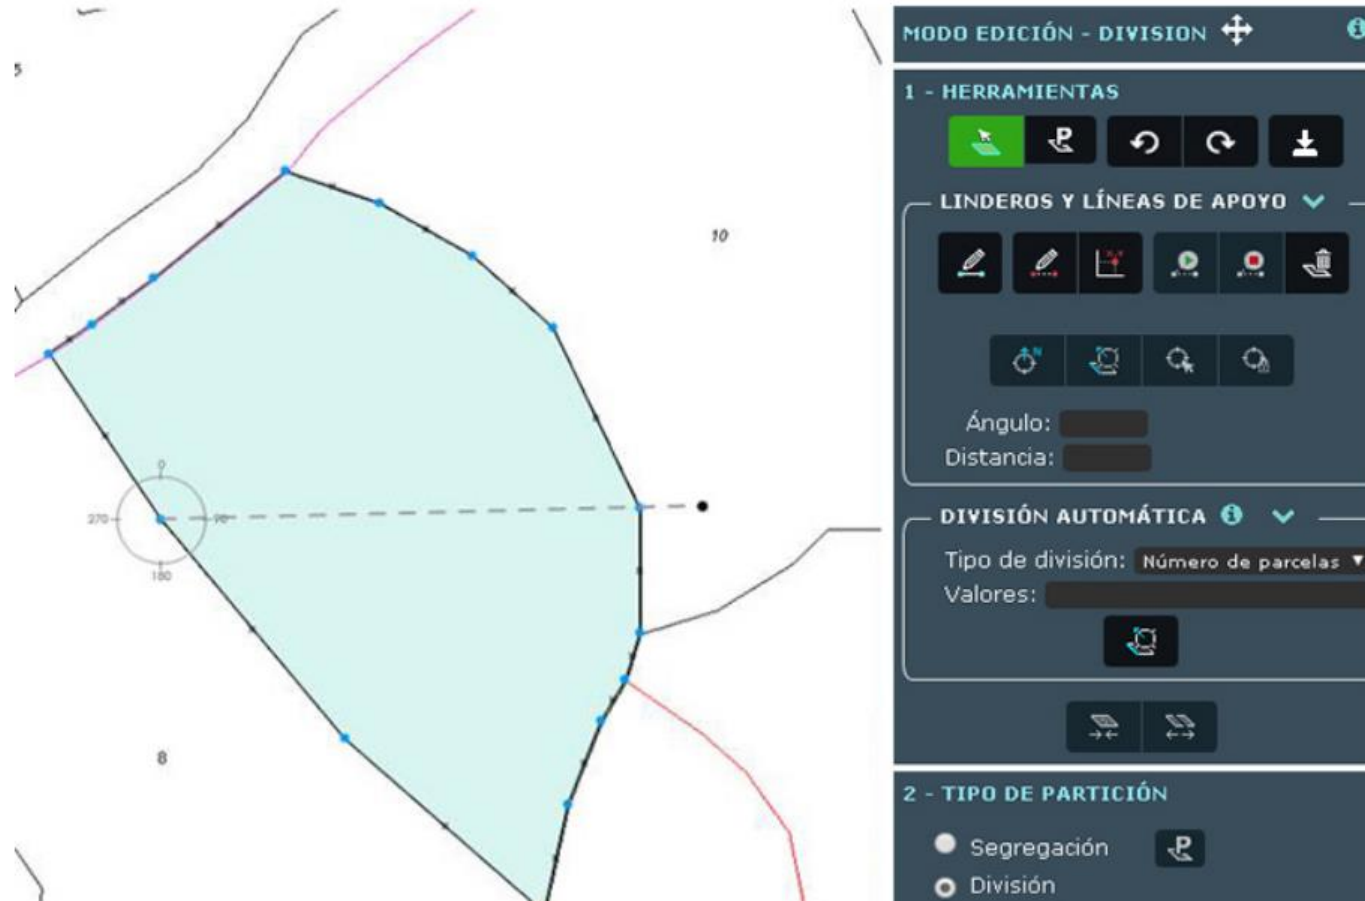 5
10
0
270
90
180
8
MODO EDICIÓN - DIVISION
1 - HERRAMIENTAS
LINDEROS Y LÍNEAS DE APOYO
Ángulo:
Distancia:
DIVISIÓN AUTOMÁTICA
Tipo de división: Número de parcelas
Valores:
2 - TIPO DE PARTICIÓN
Segregación
División